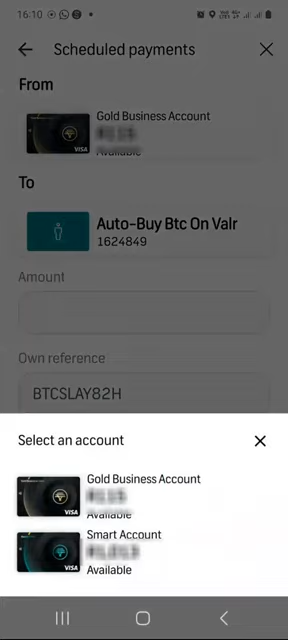 16:10
Scheduled payments
From
Gold Business Account
Available
VISA
To
Auto-Buy Btc On Valr
1624849
Amount
Own reference
BTCSLAY82H
Select an account
Gold Business Account
Available
VISA
Smart Account
Available
VISA